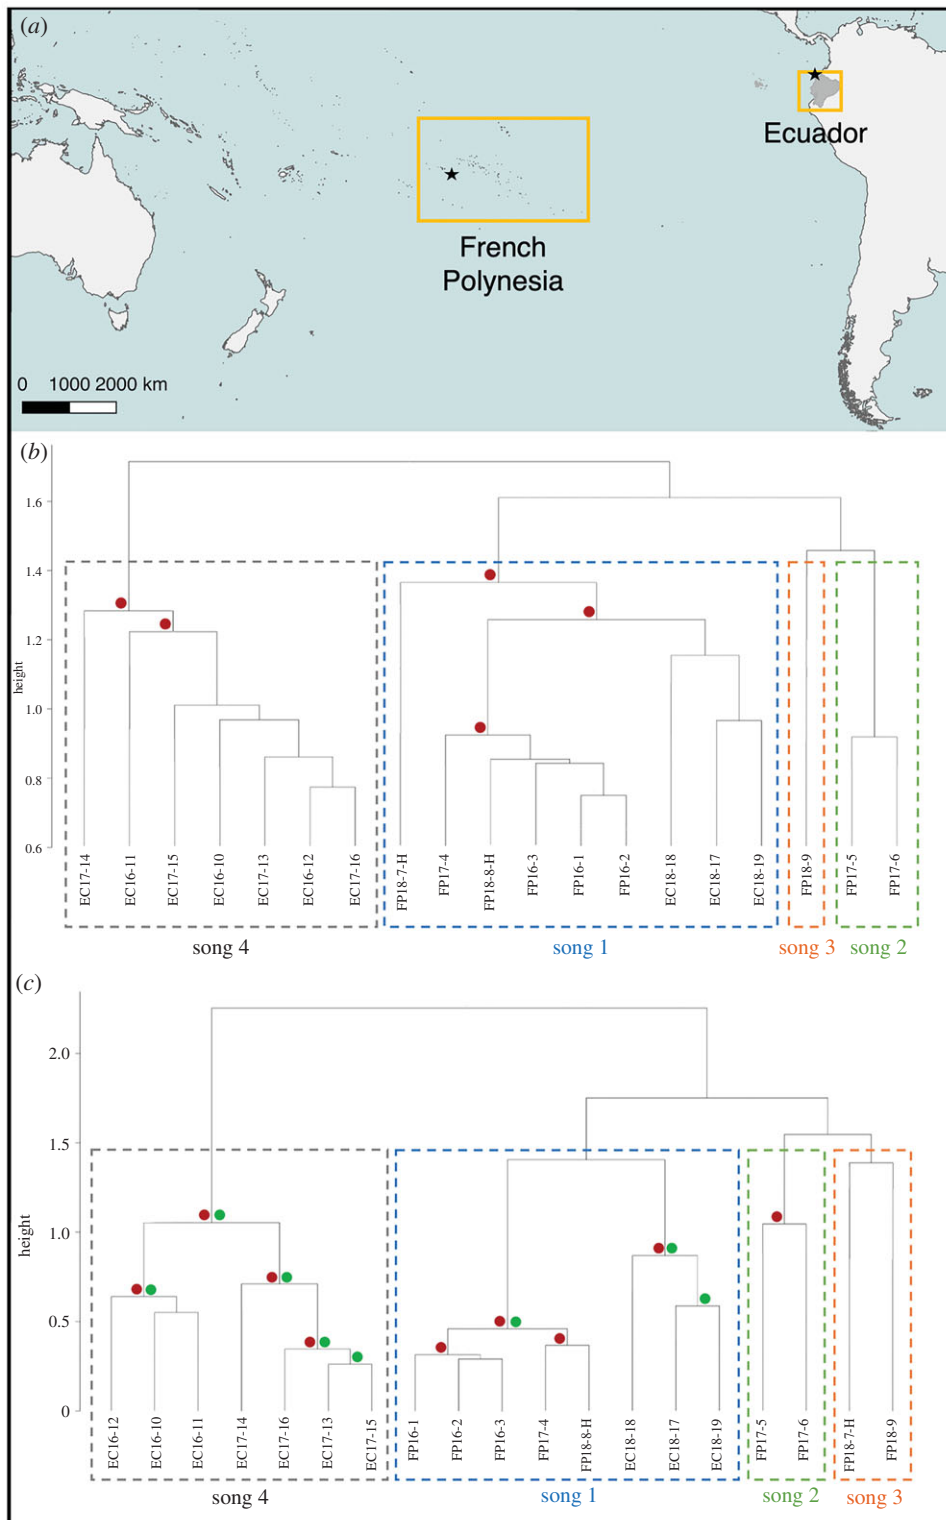 (a)
Ecuador
French
Polynesia
0 1000 2000 km
(b)
1.6
1.4
1.2
1.0
0.8
0.6
height
EC17-14
EC16-11
EC17-15
EC16-10
EC17-13
EC16-12
EC17-16
FP18-7-H
FP17-4
FP18-8-H
FP16-3
FP16-1
FP16-2
EC18-18
EC18-17
EC18-19
FP18-9
FP17-5
FP17-6
song 4
song 1
song 3
song 2
(c)
2.0
1.5
1.0
0.5
0
height
EC16-12
EC16-10
EC16-11
EC17-14
EC17-16
EC17-13
EC17-15
FP16-1
FP16-2
FP16-3
FP17-4
FP18-8-H
EC18-18
EC18-17
EC18-19
FP17-5
FP17-6
FP18-7-H
FP18-9
song 4
song 1
song 2
song 3